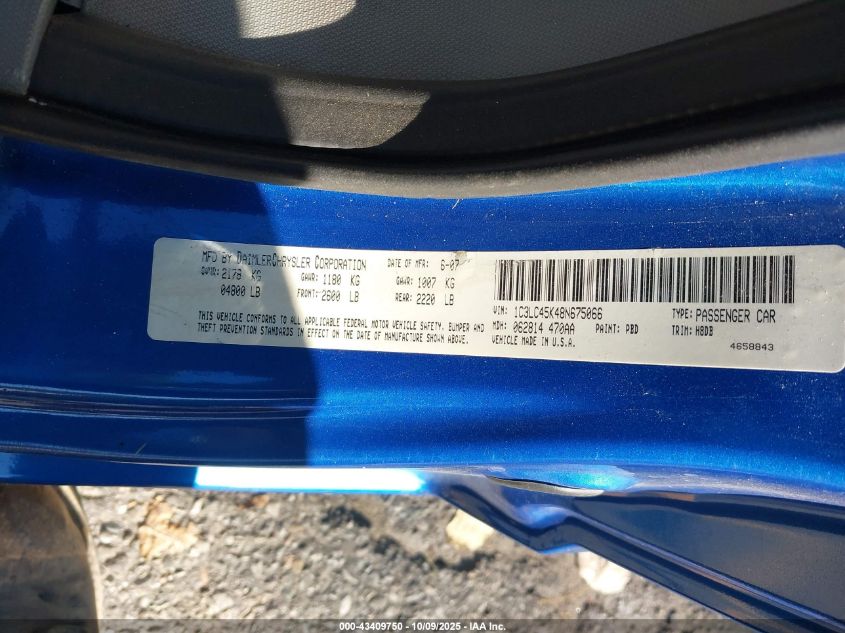 MFD BY DAIMLERCHRYSLER CORPORATION DATE OF MFR: 6-07
GVWR: 2178 KG GAWR: 1180 KG GAWR: 1007 KG
04800 LB FRONT: 2600 LB REAR: 2220 LB
THIS VEHICLE CONFORMS TO ALL APPLICABLE FEDERAL MOTOR VEHICLE SAFETY, BUMPER AND
THEFT PREVENTION STANDARDS IN EFFECT ON THE DATE OF MANUFACTURE SHOWN ABOVE.
VIN: 1C3LC45K48N675066 TYPE: PASSENGER CAR
MDH: 062814 470AA PAINT: PBD TRIM: H8DB
VEHICLE MADE IN U.S.A. 4658843
000-43409750 • 10/09/2025 • IAA Inc.